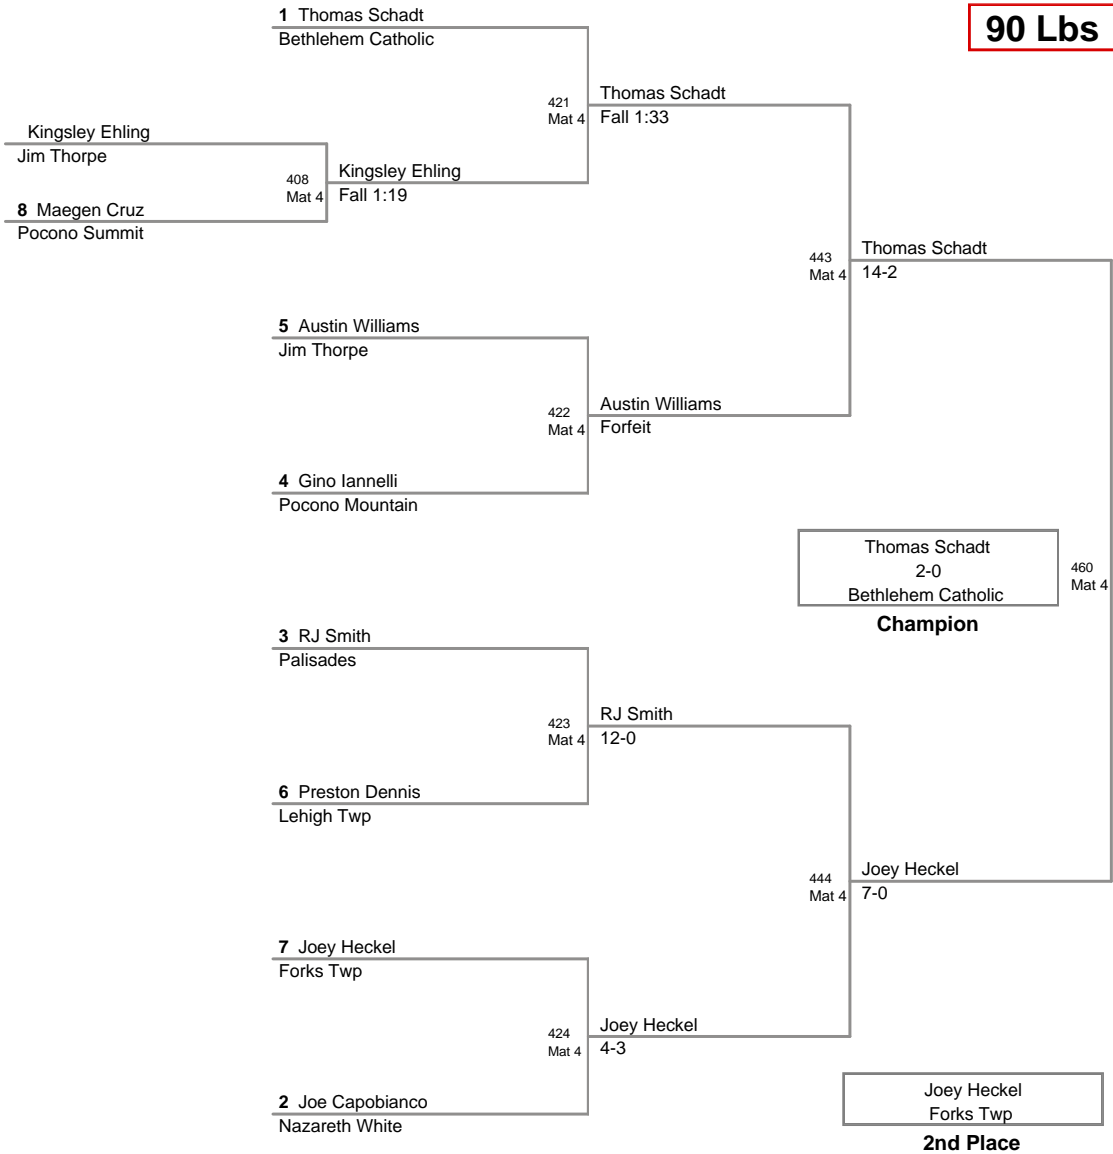 1 Thomas Schadt
Bethlehem Catholic
90 Lbs
421
Mat 4
Thomas Schadt
Fall 1:33
Kingsley Ehling
Jim Thorpe
408
Mat 4
Kingsley Ehling
Fall 1:19
8 Maegen Cruz
Pocono Summit
443
Mat 4
Thomas Schadt
14-2
5 Austin Williams
Jim Thorpe
422
Mat 4
Austin Williams
Forfeit
4 Gino Iannelli
Pocono Mountain
Thomas Schadt
2-0
Bethlehem Catholic
Champion
460
Mat 4
3 RJ Smith
Palisades
423
Mat 4
RJ Smith
12-0
6 Preston Dennis
Lehigh Twp
444
Mat 4
Joey Heckel
7-0
7 Joey Heckel
Forks Twp
424
Mat 4
Joey Heckel
4-3
2 Joe Capobianco
Nazareth White
Joey Heckel
Forks Twp
2nd Place